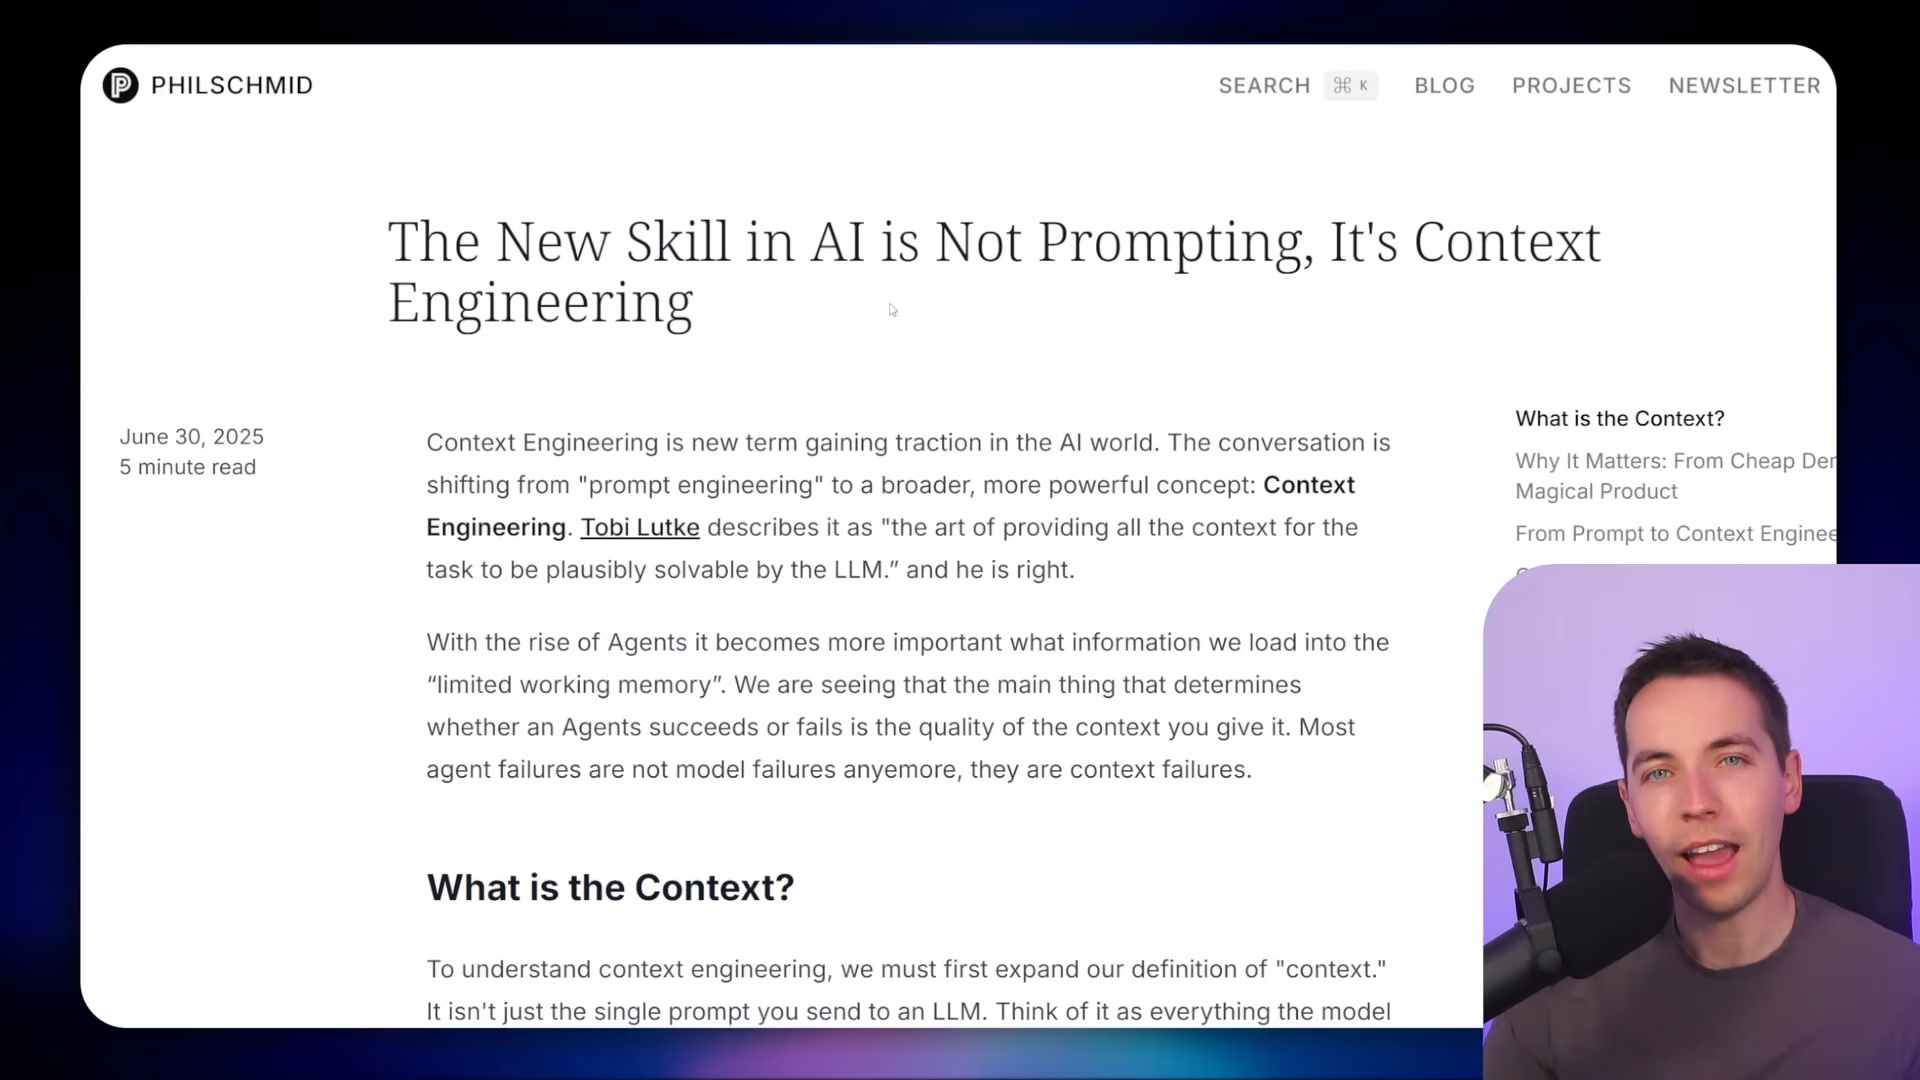 PHILSCHMID
SEARCH ⌘ K BLOG PROJECTS NEWSLETTER
The New Skill in AI is Not Prompting, It's Context
Engineering
June 30, 2025
5 minute read
Context Engineering is new term gaining traction in the AI world. The conversation is
shifting from "prompt engineering" to a broader, more powerful concept: Context
Engineering. Tobi Lutke describes it as "the art of providing all the context for the
task to be plausibly solvable by the LLM.” and he is right.
With the rise of Agents it becomes more important what information we load into the
“limited working memory”. We are seeing that the main thing that determines
whether an Agents succeeds or fails is the quality of the context you give it. Most
agent failures are not model failures anyemore, they are context failures.
What is the Context?
To understand context engineering, we must first expand our definition of "context."
It isn't just the single prompt you send to an LLM. Think of it as everything the model
What is the Context?
Why It Matters: From Cheap
Magical Product
From Prompt to Context